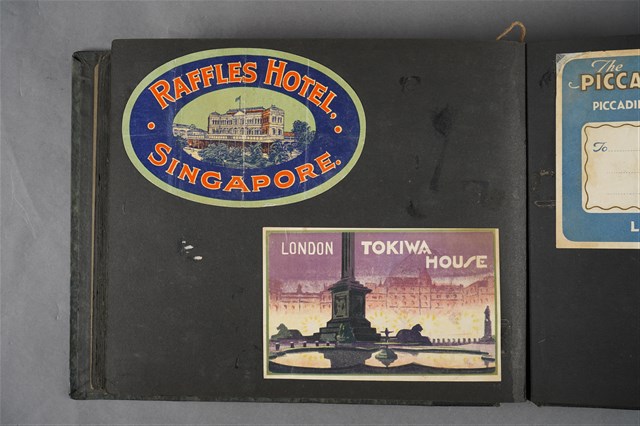 RAFFLES HOTEL,
SINGAPORE.
LONDON TOKIWA
HOUSE
The
PICCA
PICCADI
To
L